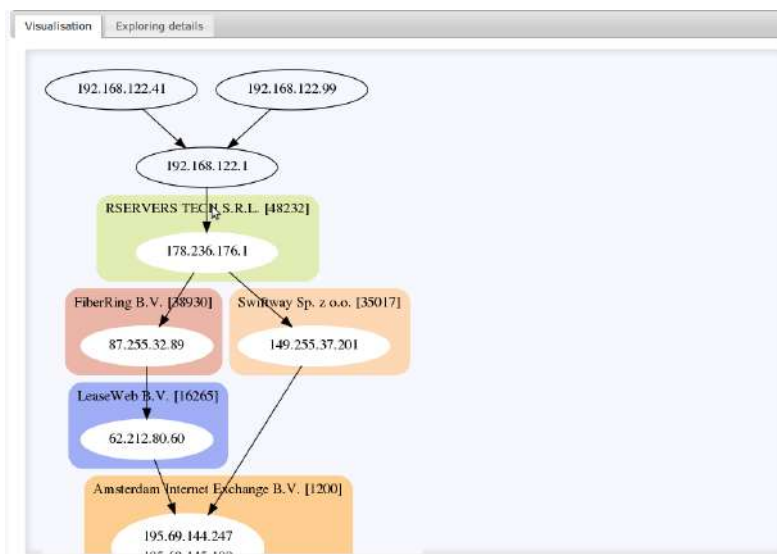 Visualisation Exploring details
192.168.122.41 192.168.122.99
192.168.122.1
RSERVERS TECN S.R.L. [48232]
178.236.176.1
FiberRing B.V. [38930] Swiftway Sp. z o.o. [35017]
87.255.32.89 149.255.37.201
LeaseWeb B.V. [16265]
62.212.80.60
Amsterdam Internet Exchange B.V. [1200]
195.69.144.247